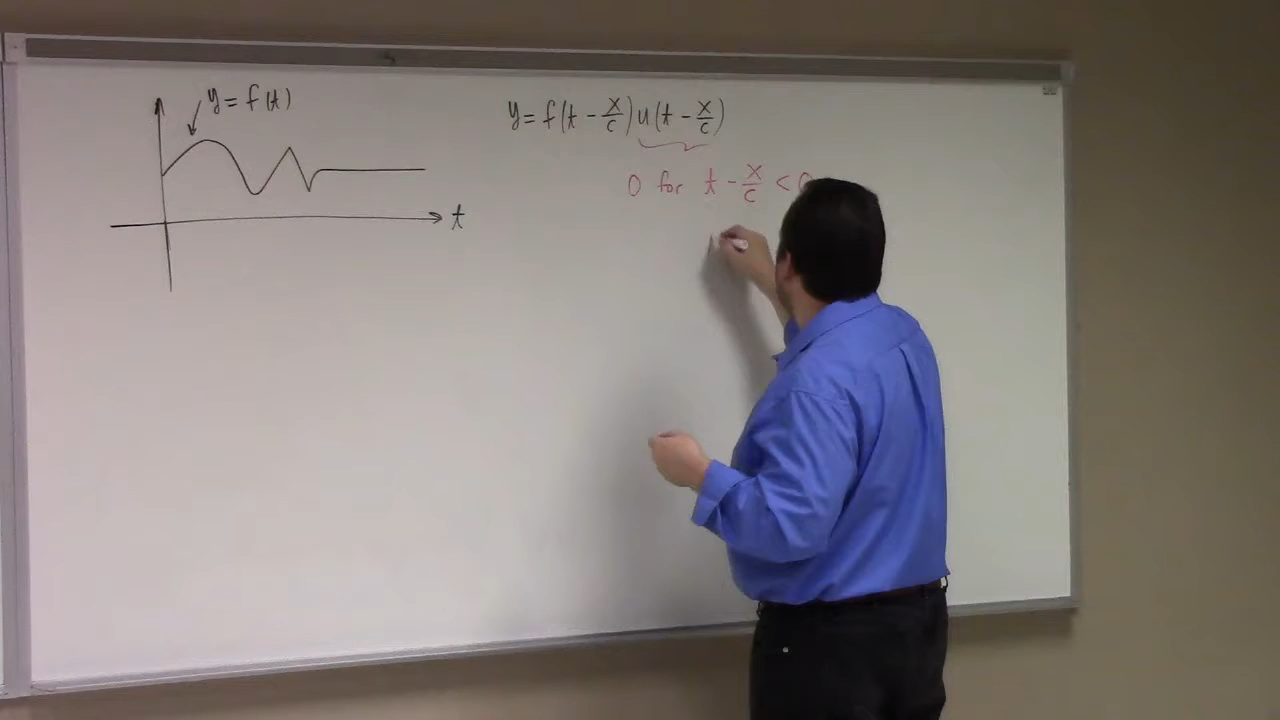 y = f(t)
t
y = f(t - x/c) u(t - x/c)
0 for t - x/c < 0